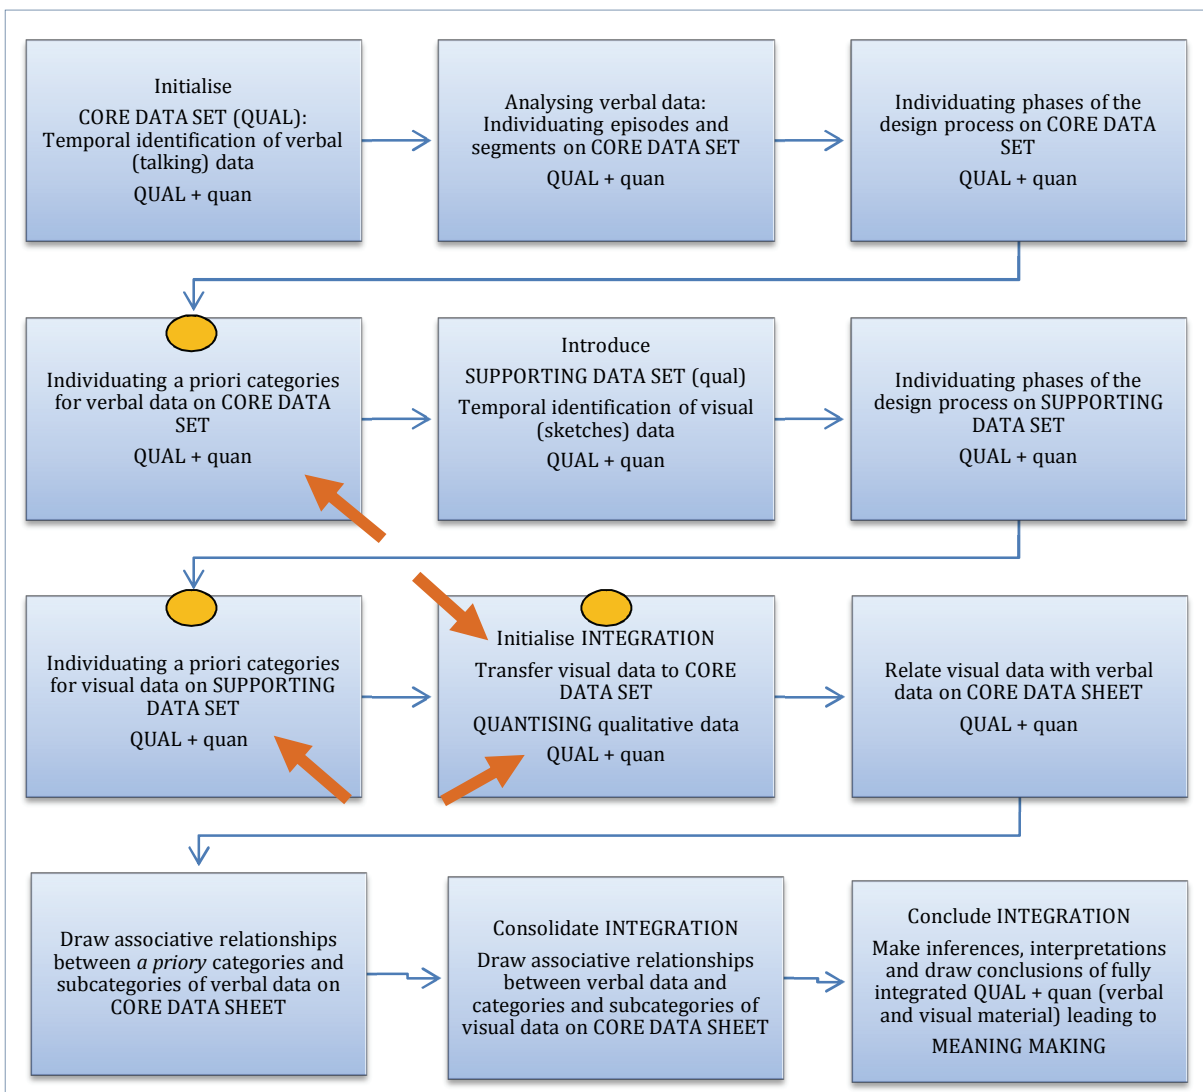 Initialise
CORE DATA SET (QUAL):
Temporal identification of verbal
(talking) data
QUAL + quan
Analysing verbal data:
Individuating episodes and
segments on CORE DATA SET
QUAL + quan
Individuating phases of the
design process on CORE DATA
SET
QUAL + quan
Individuating a priori categories
for verbal data on CORE DATA
SET
QUAL + quan
Introduce
SUPPORTING DATA SET (qual)
Temporal identification of visual
(sketches) data
QUAL + quan
Individuating phases of the
design process on SUPPORTING
DATA SET
QUAL + quan
Individuating a priori categories
for visual data on SUPPORTING
DATA SET
QUAL + quan
Initialise INTEGRATION
Transfer visual data to CORE
DATA SET
QUANTISING qualitative data
QUAL + quan
Relate visual data with verbal
data on CORE DATA SHEET
QUAL + quan
Draw associative relationships
between a priory categories and
subcategories of verbal data on
CORE DATA SHEET
Consolidate INTEGRATION
Draw associative relationships
between verbal data and
categories and subcategories of
visual data on CORE DATA SHEET
Conclude INTEGRATION
Make inferences, interpretations
and draw conclusions of fully
integrated QUAL + quan (verbal
and visual material) leading to
MEANING MAKING